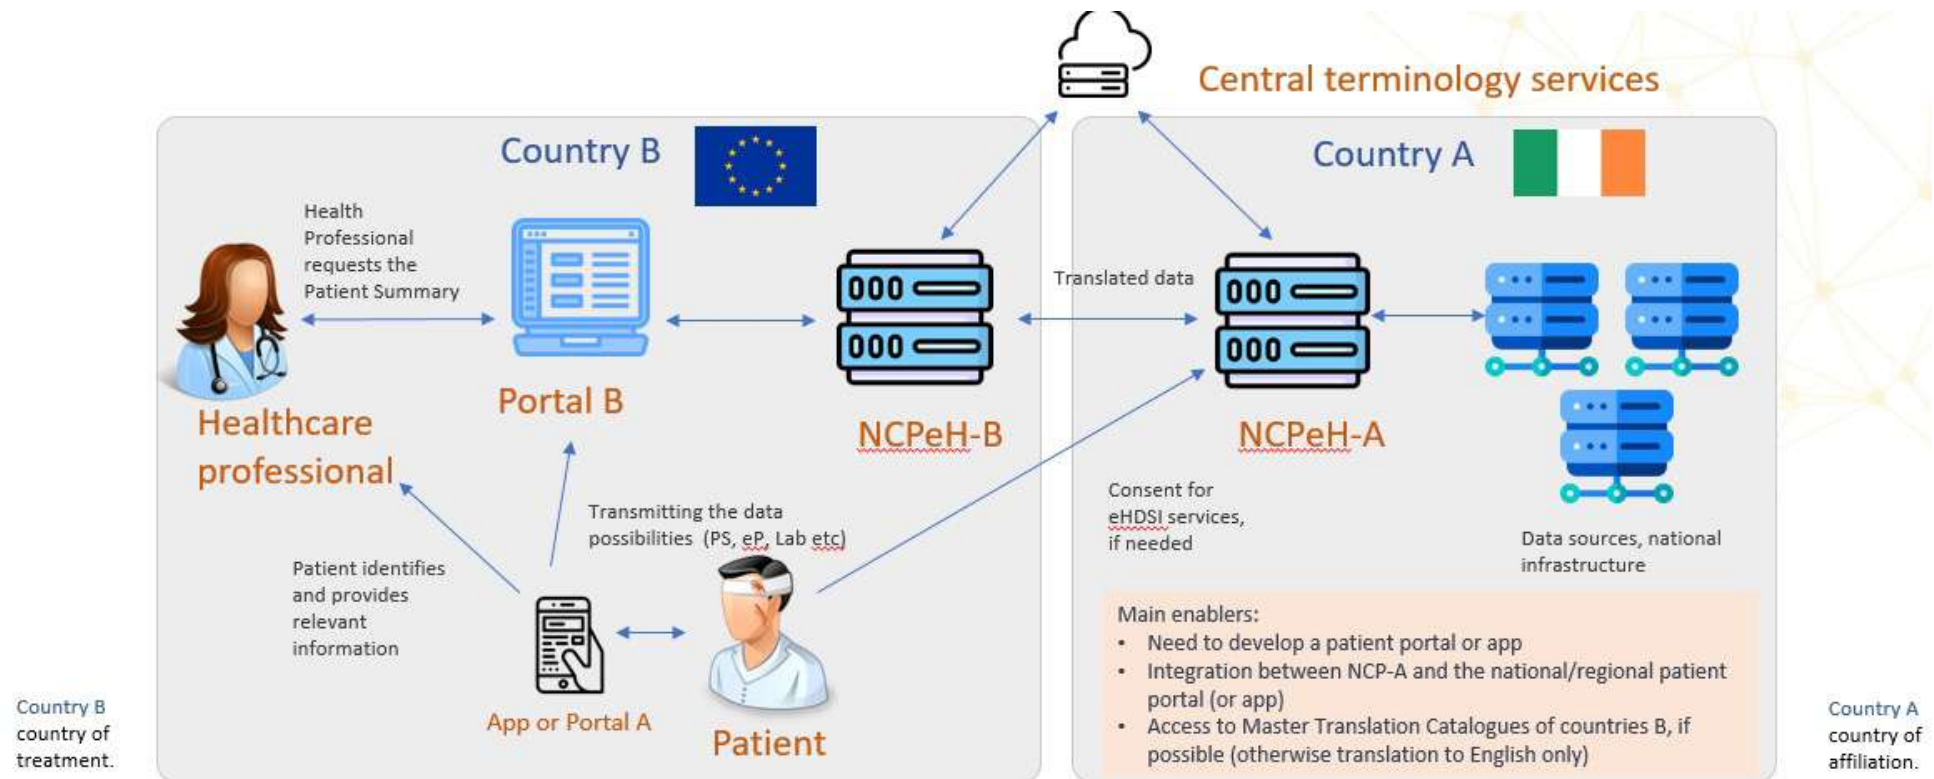 Central terminology services
Country B
Country A
Health
Professional
requests the
Patient Summary
Translated data
Portal B
Healthcare
professional
NCPeH-B
NCPeH-A
Transmitting the data
possibilities (PS, eP, Lab etc)
Consent for
eHDSI services,
if needed
Data sources, national
infrastructure
Patient identifies
and provides
relevant
information
App or Portal A
Patient
Main enablers:
• Need to develop a patient portal or app
• Integration between NCP-A and the national/regional patient
portal (or app)
• Access to Master Translation Catalogues of countries B, if
possible (otherwise translation to English only)
Country B
country of
treatment.
Country A
country of
affiliation.